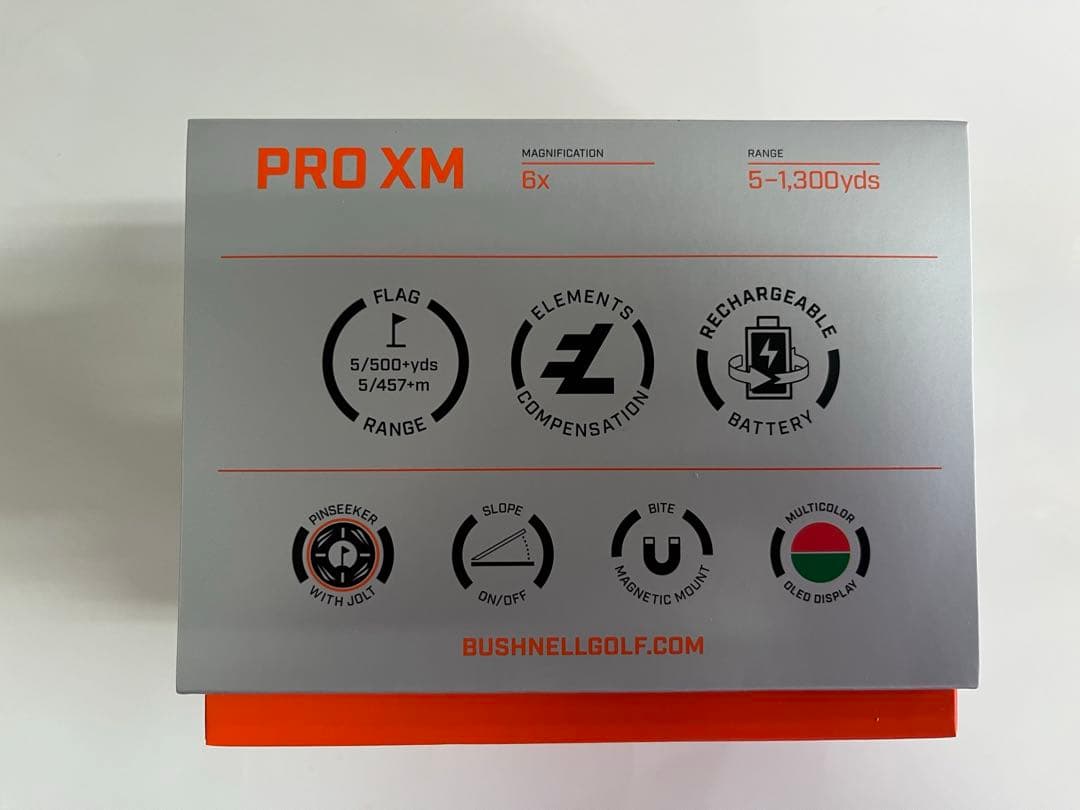 PRO XM
MAGNIFICATION
6x
RANGE
5-1,300yds
FLAG
5/500+yds
5/457+m
RANGE
ELEMENTS
COMPENSATION
RECHARGEABLE
BATTERY
PINSEEKER
WITH JOLT
SLOPE
ON/OFF
BITE
MAGNETIC MOUNT
MULTICOLOR
OLED DISPLAY
BUSHNELLGOLF.COM